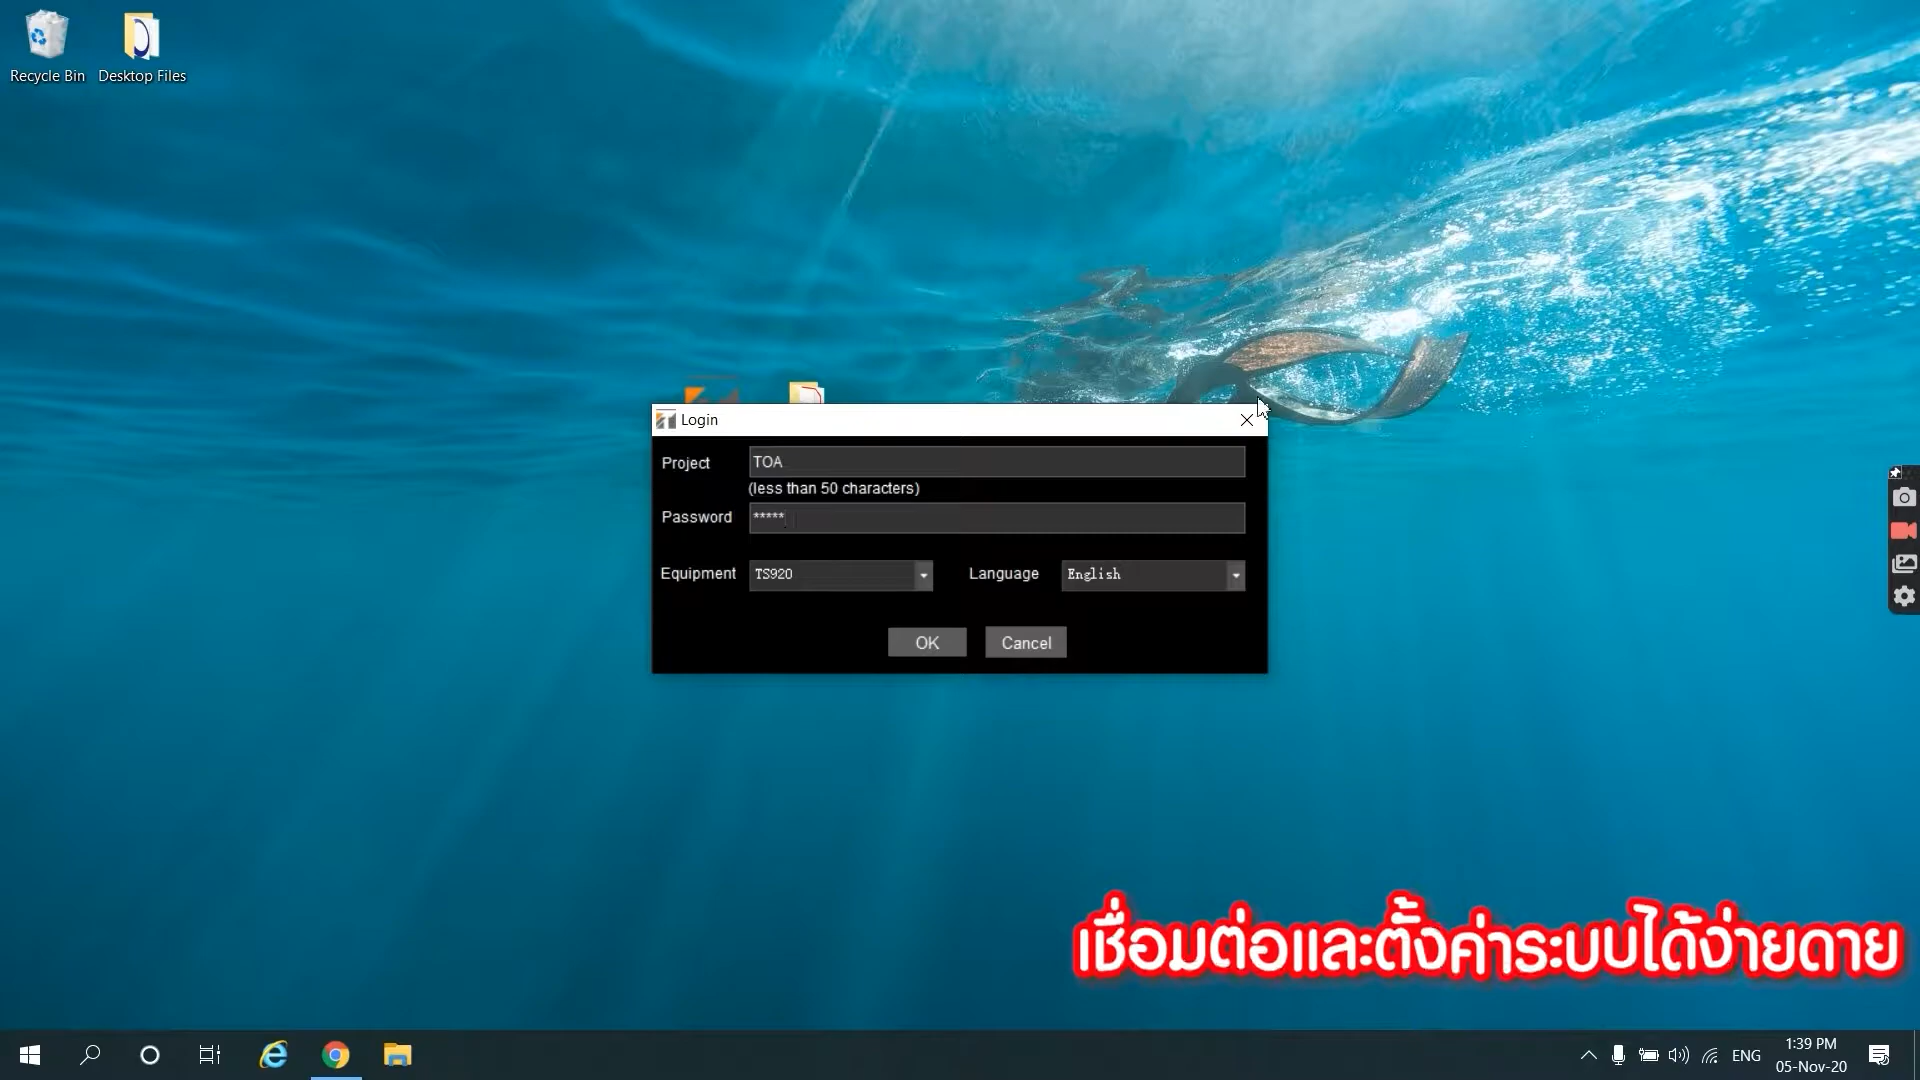 Recycle Bin
Desktop Files
Login
Project
TOA
(less than 50 characters)
Password
*****
Equipment
TS920
Language
English
OK
Cancel
เชื่อมต่อและตั้งค่าระบบได้ง่ายดาย
ENG
1:39 PM
05-Nov-20